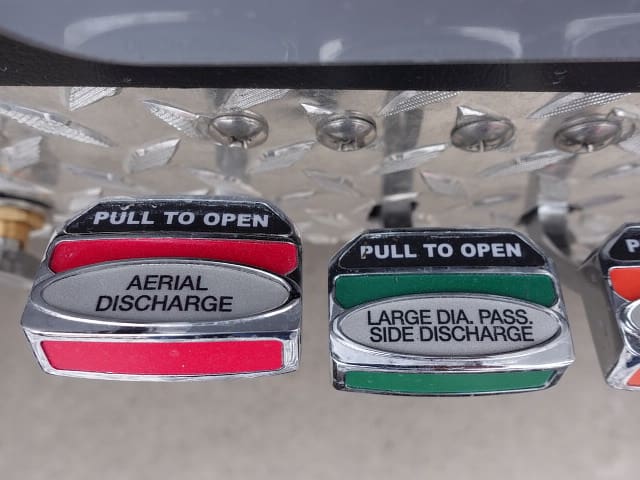 PULL TO OPEN
AERIAL
DISCHARGE
PULL TO OPEN
LARGE DIA. PASS.
SIDE DISCHARGE
P